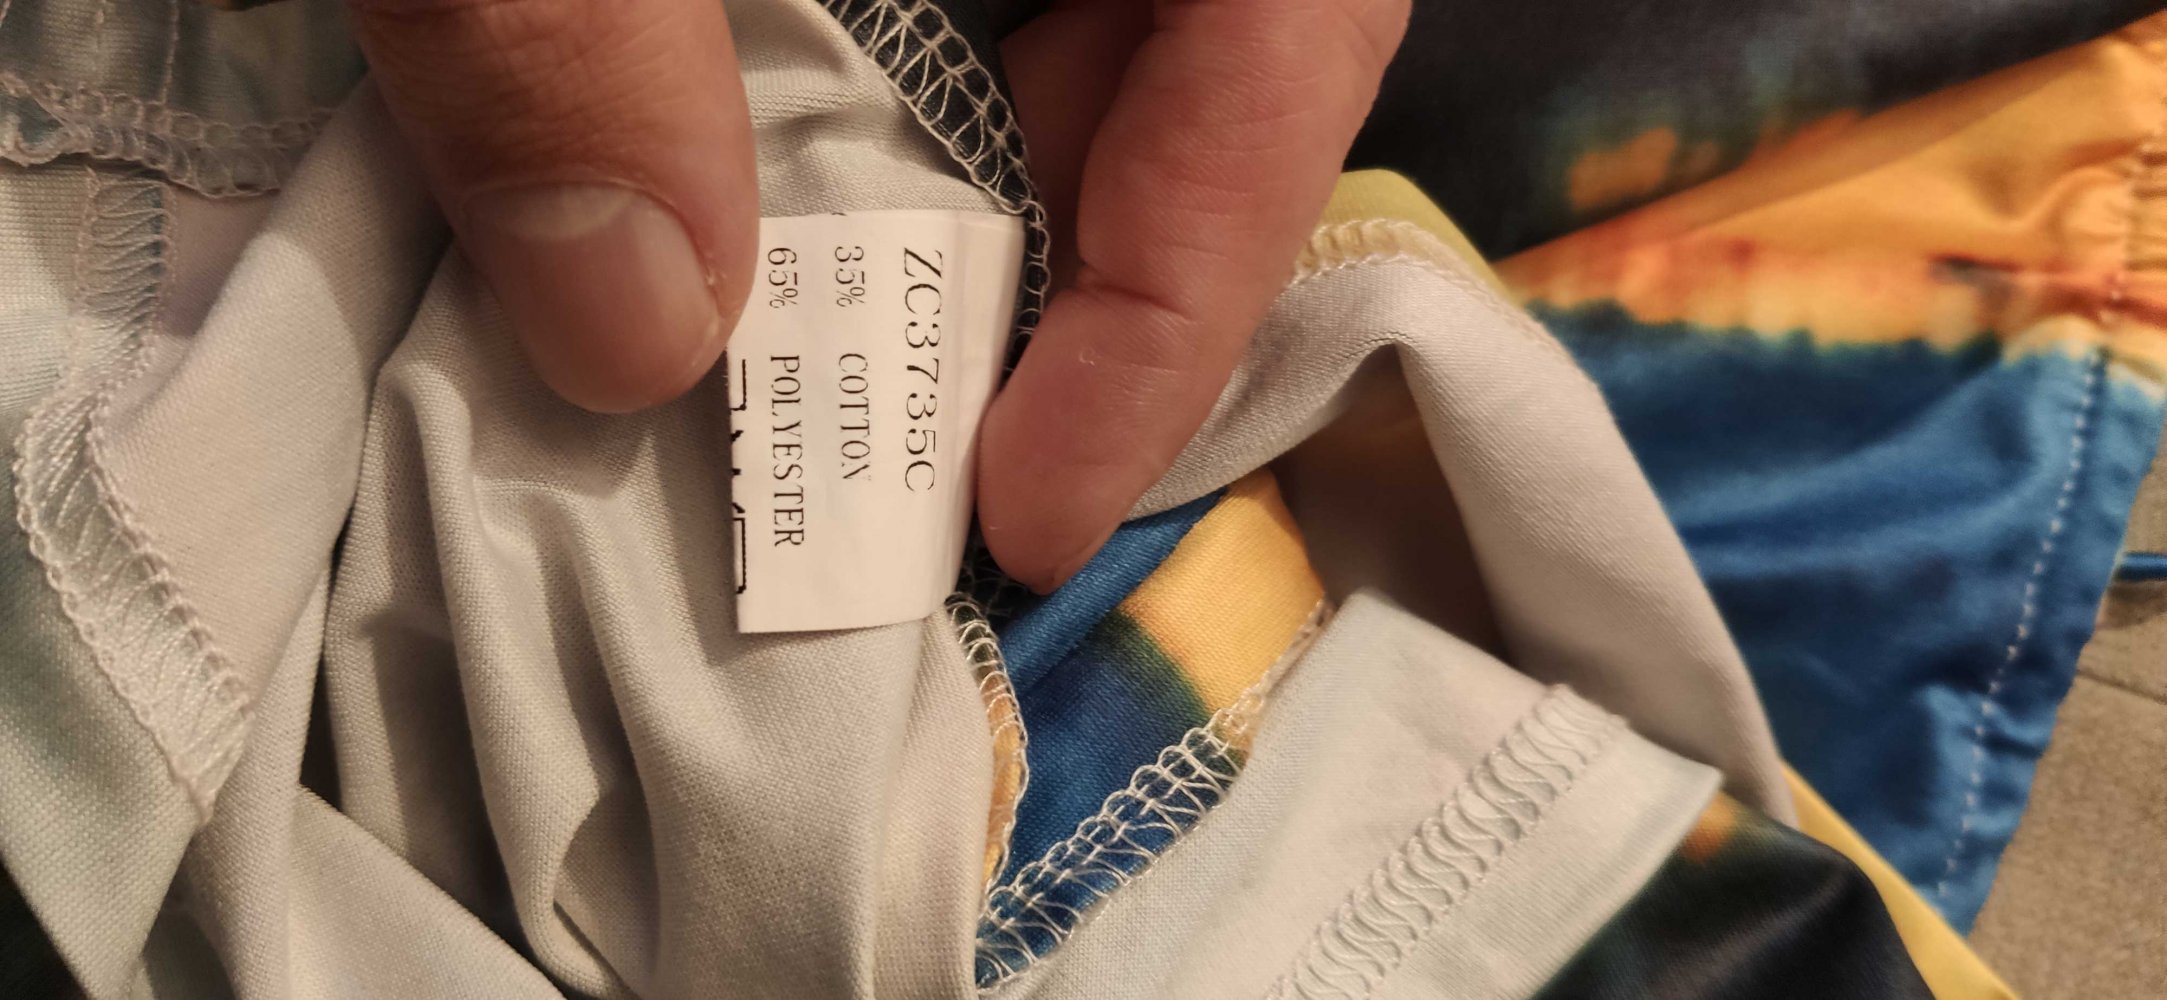 ZC3735C
35% COTTON
65% POLYESTER